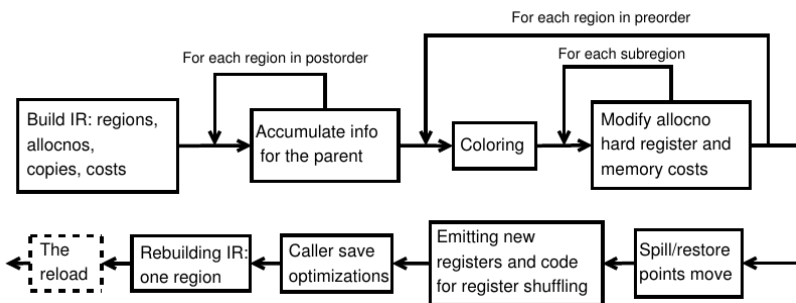 For each region in preorder
For each region in postorder
For each subregion
Build IR: regions,
allocnos,
copies, costs
Accumulate info
for the parent
Coloring
Modify allocno
hard register and
memory costs
The
reload
Rebuilding IR:
one region
Caller save
optimizations
Emitting new
registers and code
for register shuffling
Spill/restore
points move